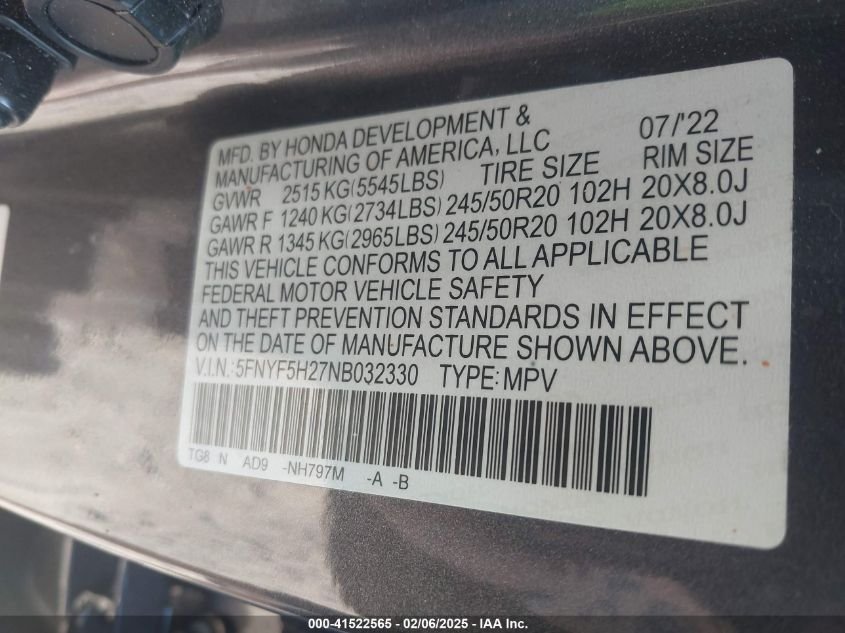 MFD. BY HONDA DEVELOPMENT &
MANUFACTURING OF AMERICA, LLC 07/'22
GVWR 2515 KG(5545LBS) TIRE SIZE RIM SIZE
GAWR F 1240 KG(2734LBS) 245/50R20 102H 20X8.0J
GAWR R 1345 KG(2965LBS) 245/50R20 102H 20X8.0J
THIS VEHICLE CONFORMS TO ALL APPLICABLE
FEDERAL MOTOR VEHICLE SAFETY
AND THEFT PREVENTION STANDARDS IN EFFECT
ON THE DATE OF MANUFACTURE SHOWN ABOVE.
V.I.N.:5FNYF5H27NB032330 TYPE:MPV
TG8 N AD9 -NH797M -A -B
000-41522565 - 02/06/2025 - IAA Inc.